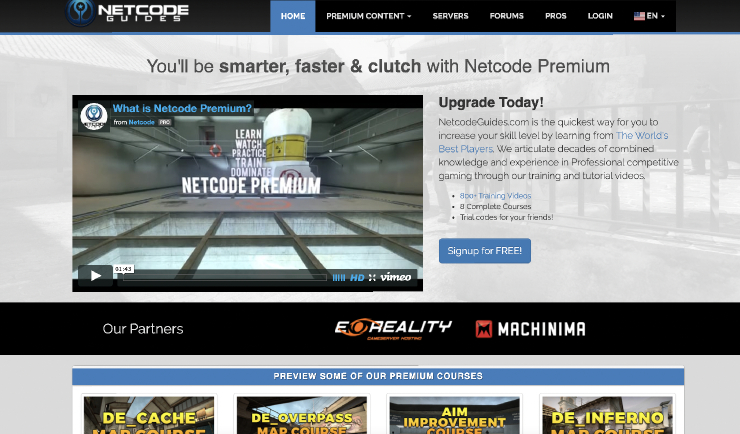 NETCODE
GUIDES
HOME
PREMIUM CONTENT
SERVERS
FORUMS
PROS
LOGIN
EN
You'll be smarter, faster & clutch with Netcode Premium
What is Netcode Premium?
from Netcode PRO
NETCODE
LEARN
WATCH
PRACTICE
TRAIN
DOMINATE
NETCODE PREMIUM
01:43
HD
vimeo
Upgrade Today!
NetcodeGuides.com is the quickest way for you to
increase your skill level by learning from The World's
Best Players. We articulate decades of combined
knowledge and experience in Professional competitive
gaming through our training and tutorial videos.
800+ Training Videos
8 Complete Courses
Trial codes for your friends!
Signup for FREE!
Our Partners
EOREALITY
GAMESERVER HOSTING
MACHINIMA
PREVIEW SOME OF OUR PREMIUM COURSES
DE_CACHE
MAP COURSE
DE_OVERPASS
MAP COURSE
AIM
IMPROVEMENT
COURSE
DE_INFERNO
MAP COURSE